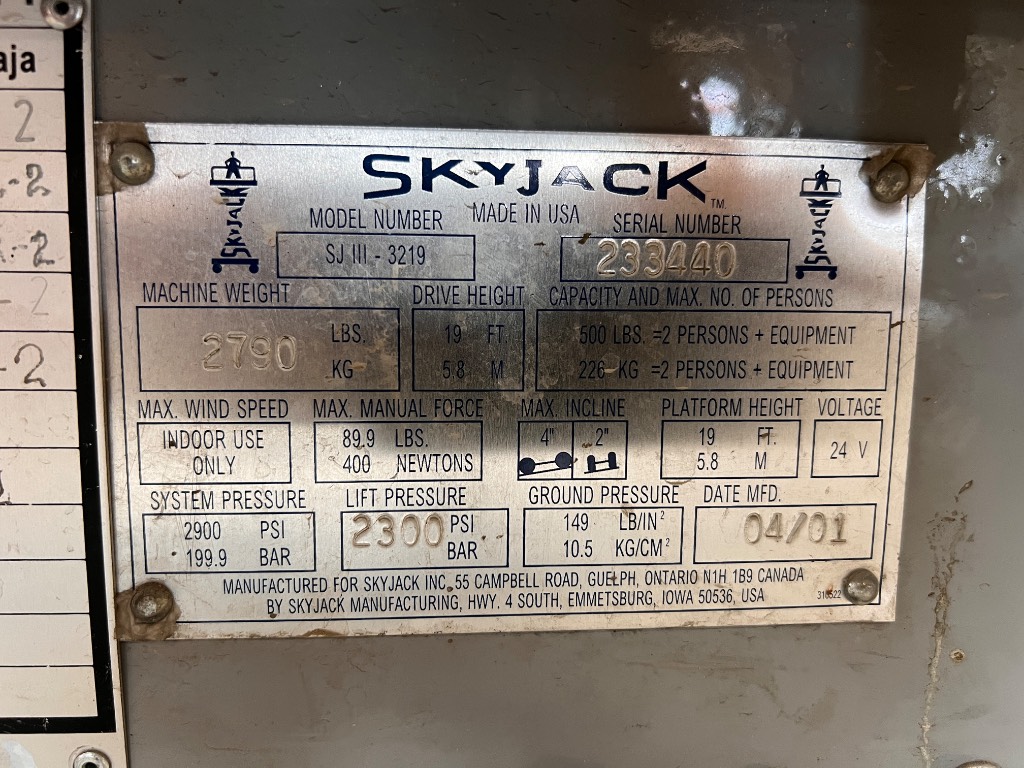 aja
2
-2
-2
2
-2
SKYJACK
SKYJACK™
SKYJACK
MODEL NUMBER MADE IN USA SERIAL NUMBER
SJ III - 3219 233440
MACHINE WEIGHT DRIVE HEIGHT CAPACITY AND MAX. NO. OF PERSONS
2790 LBS. 19 FT. 500 LBS. =2 PERSONS + EQUIPMENT
KG 5.8 M 226 KG =2 PERSONS + EQUIPMENT
MAX. WIND SPEED MAX. MANUAL FORCE MAX. INCLINE PLATFORM HEIGHT VOLTAGE
INDOOR USE 89.9 LBS. 4" 2" 19 FT. 24 V
ONLY 400 NEWTONS 5.8 M
SYSTEM PRESSURE LIFT PRESSURE GROUND PRESSURE DATE MFD.
2900 PSI 2300 PSI 149 LB/IN² 04/01
199.9 BAR BAR 10.5 KG/CM²
MANUFACTURED FOR SKYJACK INC, 55 CAMPBELL ROAD, GUELPH, ONTARIO N1H 1B9 CANADA
BY SKYJACK MANUFACTURING, HWY. 4 SOUTH, EMMETSBURG, IOWA 50536, USA